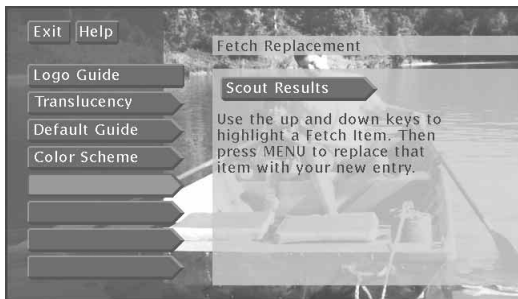 Exit Help
Fetch Replacement
Logo Guide
Translucency
Default Guide
Color Scheme
Scout Results
Use the up and down keys to
highlight a Fetch Item. Then
press MENU to replace that
item with your new entry.